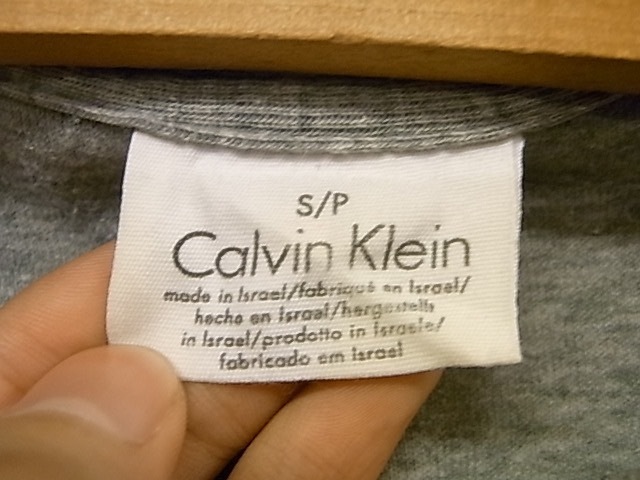 S/P
Calvin Klein
made in Israel/fabriqué en Israel/
hecho en Israel/hergestellt
in Israel/prodotto in Israele/
fabricado em Israel